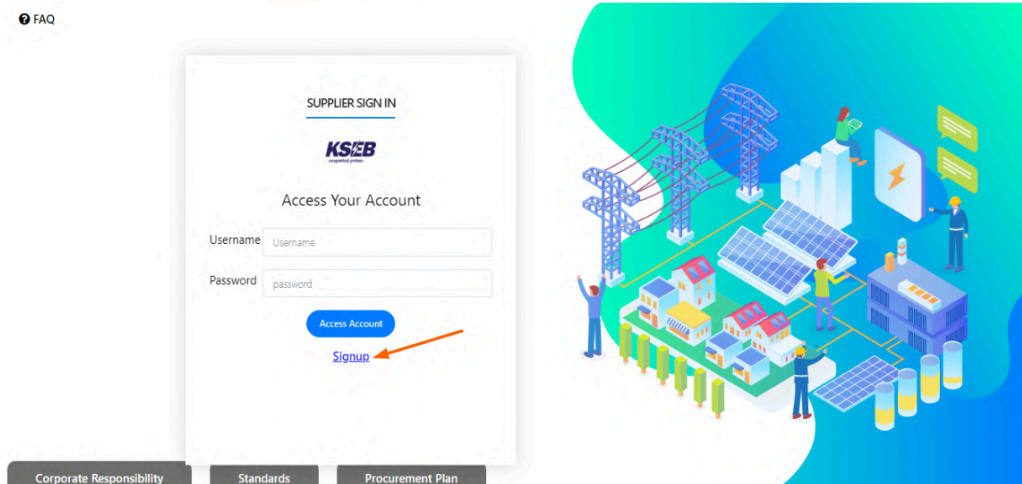 FAQ
SUPPLIER SIGN IN
KSEB
Access Your Account
Username Username
Password password
Access Account
Signup
Corporate Responsibility Standards Procurement Plan